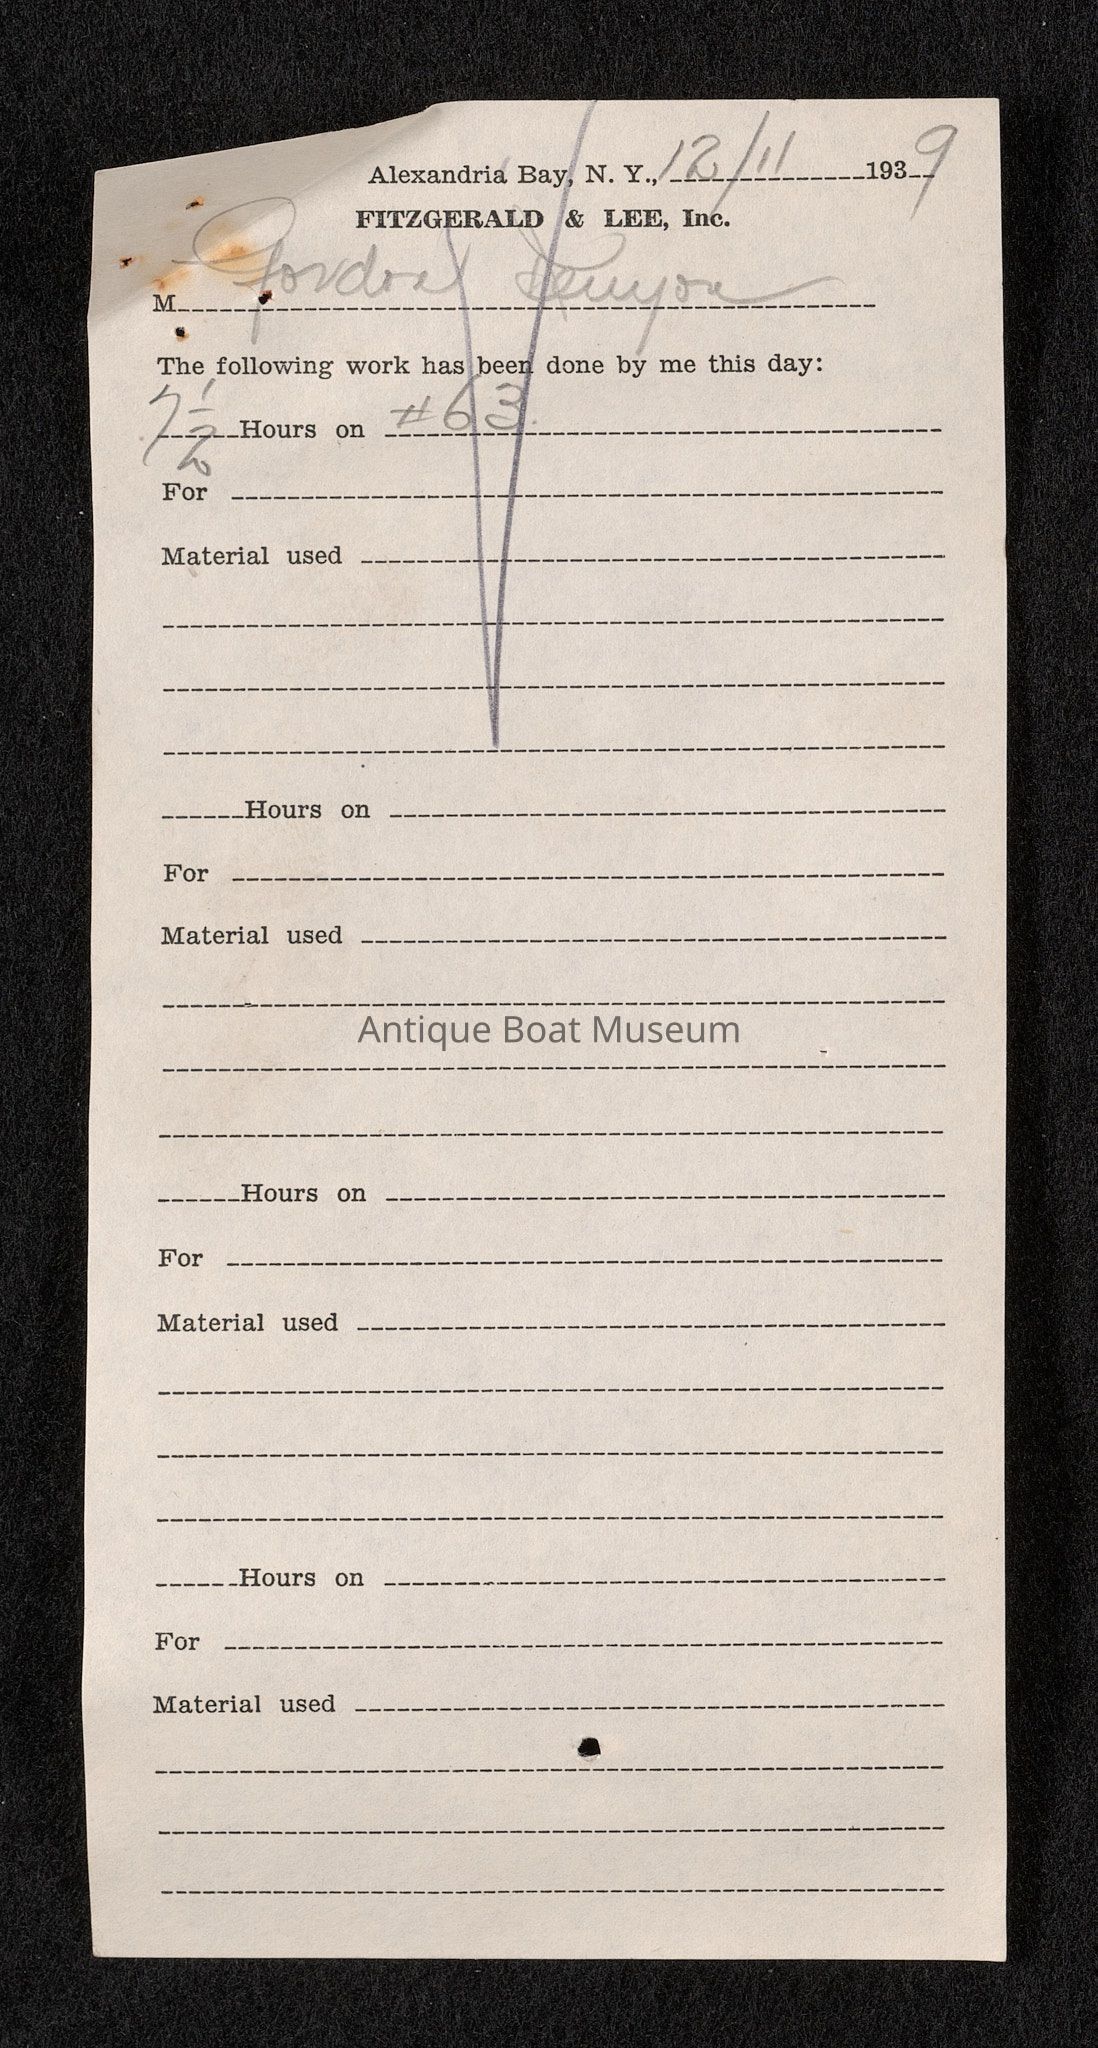 Alexandria Bay, N. Y., 12/11 1939
FITZGERALD & LEE, Inc.
M Gordon Kenyon
The following work has been done by me this day:
7 1/2 Hours on #63.
For
Material used
Hours on
For
Material used
Antique Boat Museum
Hours on
For
Material used
Hours on
For
Material used